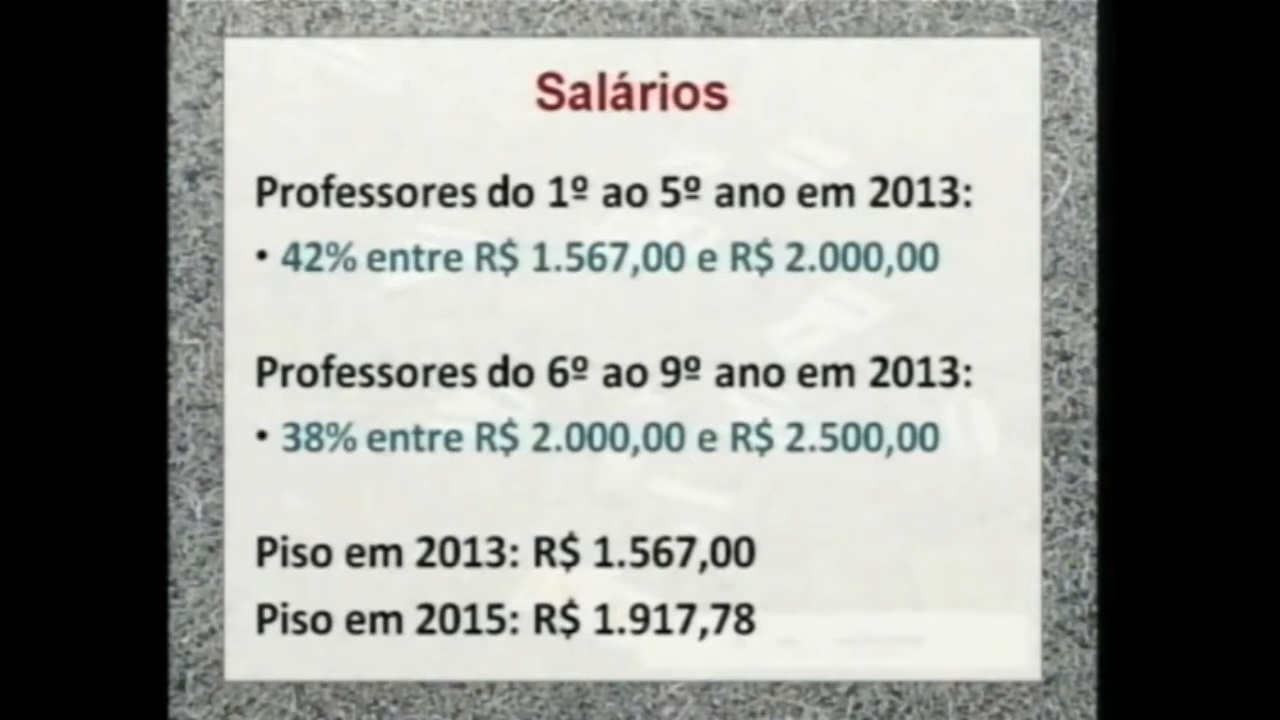 Salários
Professores do 1º ao 5º ano em 2013:
• 42% entre R$ 1.567,00 e R$ 2.000,00
Professores do 6º ao 9º ano em 2013:
• 38% entre R$ 2.000,00 e R$ 2.500,00
Piso em 2013: R$ 1.567,00
Piso em 2015: R$ 1.917,78